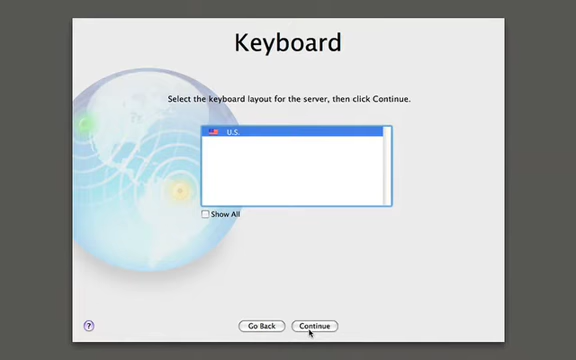 Keyboard
Select the keyboard layout for the server, then click Continue.
U.S.
Show All
?
Go Back
Continue